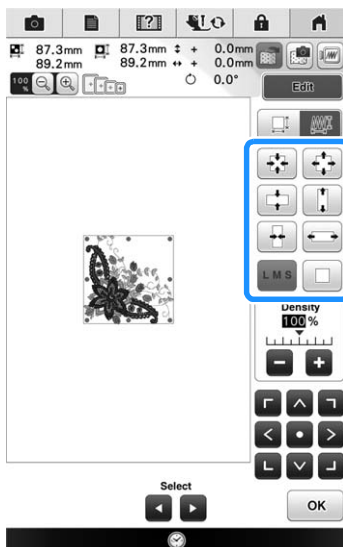 87.3mm 87.3mm + 0.0mm
89.2mm 89.2mm + 0.0mm
100 % 0.0°
Edit
L M S
Density
100 %
Select
OK